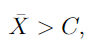 X̄ > C,